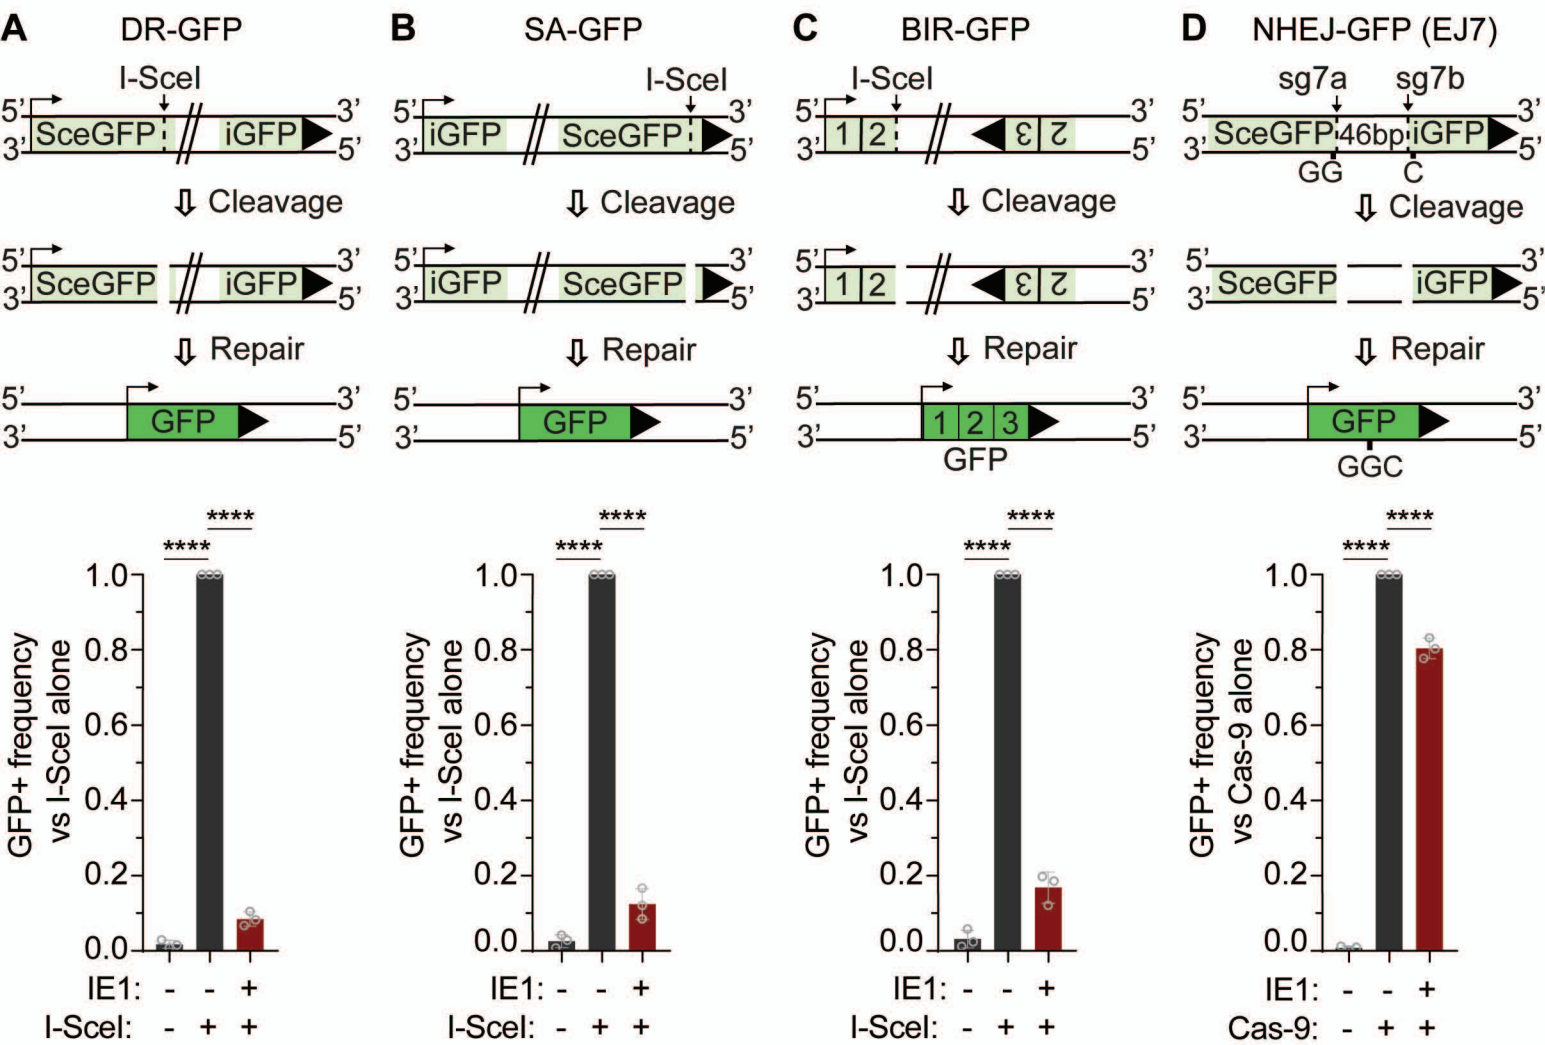 A DR-GFP
I-SceI
5' 3'
SceGFP iGFP
3' 5'
Cleavage
5' 3'
SceGFP iGFP
3' 5'
Repair
5' 3'
GFP
3' 5'
****
****
GFP+ frequency
vs I-SceI alone
1.0
0.8
0.6
0.4
0.2
0.0
IE1: - - +
I-SceI: - + +
B SA-GFP
I-SceI
5' 3'
iGFP SceGFP
3' 5'
Cleavage
5' 3'
iGFP SceGFP
3' 5'
Repair
5' 3'
GFP
3' 5'
****
****
GFP+ frequency
vs I-SceI alone
1.0
0.8
0.6
0.4
0.2
0.0
IE1: - - +
I-SceI: - + +
C BIR-GFP
I-SceI
5' 3'
1 2 3 2
3' 5'
Cleavage
5' 3'
1 2 3 2
3' 5'
Repair
5' 3'
1 2 3
3' 5'
GFP
****
****
GFP+ frequency
vs I-SceI alone
1.0
0.8
0.6
0.4
0.2
0.0
IE1: - - +
I-SceI: - + +
D NHEJ-GFP (EJ7)
sg7a sg7b
5' 3'
SceGFP 46bp iGFP
3' 5'
GG C
Cleavage
5' 3'
SceGFP iGFP
3' 5'
Repair
5' 3'
GFP
3' 5'
GGC
****
****
GFP+ frequency
vs Cas-9 alone
1.0
0.8
0.6
0.4
0.2
0.0
IE1: - - +
Cas-9: - + +